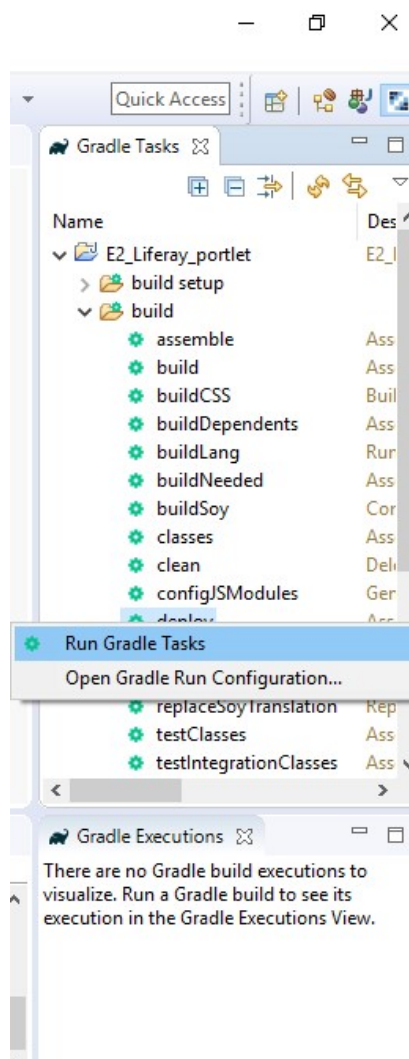 Quick Access
Gradle Tasks
Name Des
E2_Liferay_portlet E2_l
build setup
build
assemble Ass
build Ass
buildCSS Buil
buildDependents Ass
buildLang Run
buildNeeded Ass
buildSoy Cor
classes Ass
clean Dele
configJSModules Ger
deploy Ass
Run Gradle Tasks
Open Gradle Run Configuration...
replaceSoyTranslation Rep
testClasses Ass
testIntegrationClasses Ass
Gradle Executions
There are no Gradle build executions to
visualize. Run a Gradle build to see its
execution in the Gradle Executions View.